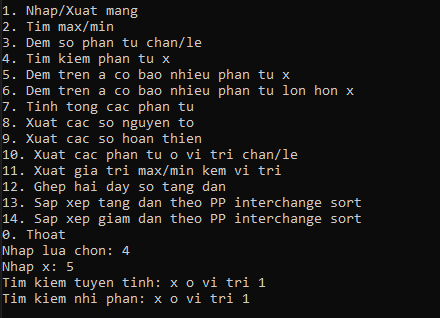 1. Nhap/Xuat mang
2. Tim max/min
3. Dem so phan tu chan/le
4. Tim kiem phan tu x
5. Dem tren a co bao nhieu phan tu x
6. Dem tren a co bao nhieu phan tu lon hon x
7. Tinh tong cac phan tu
8. Xuat cac so nguyen to
9. Xuat cac so hoan thien
10. Xuat cac phan tu o vi tri chan/le
11. Xuat gia tri max/min kem vi tri
12. Ghep hai day so tang dan
13. Sap xep tang dan theo PP interchange sort
14. Sap xep giam dan theo PP interchange sort
0. Thoat
Nhap lua chon: 4
Nhap x: 5
Tim kiem tuyen tinh: x o vi tri 1
Tim kiem nhi phan: x o vi tri 1